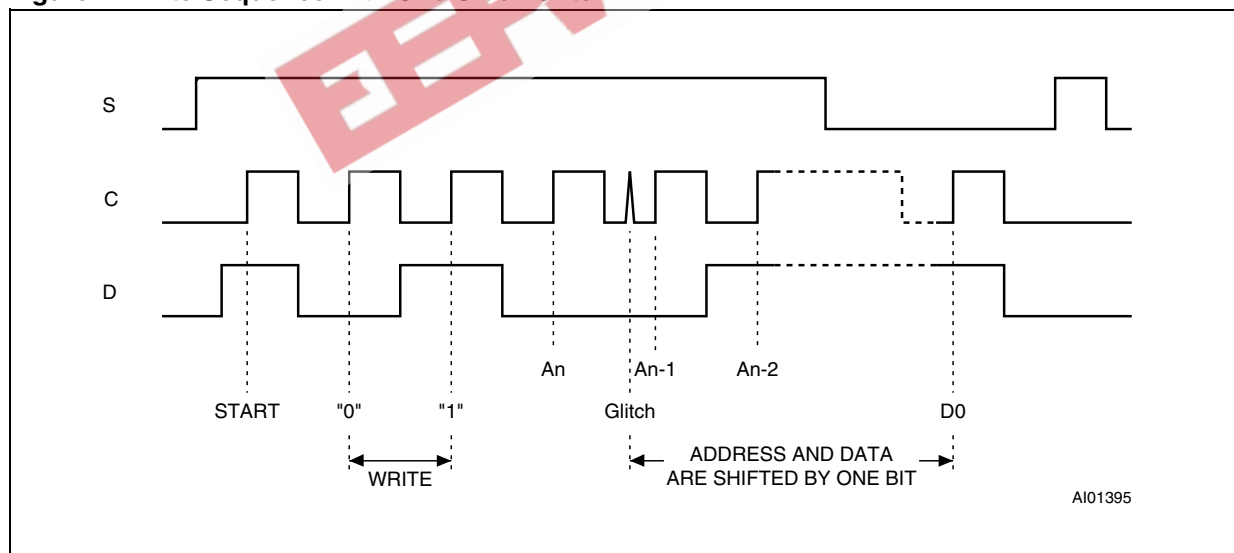 S
C
D
An An-1 An-2
START "0" "1" Glitch D0
WRITE
ADDRESS AND DATA
ARE SHIFTED BY ONE BIT
AI01395